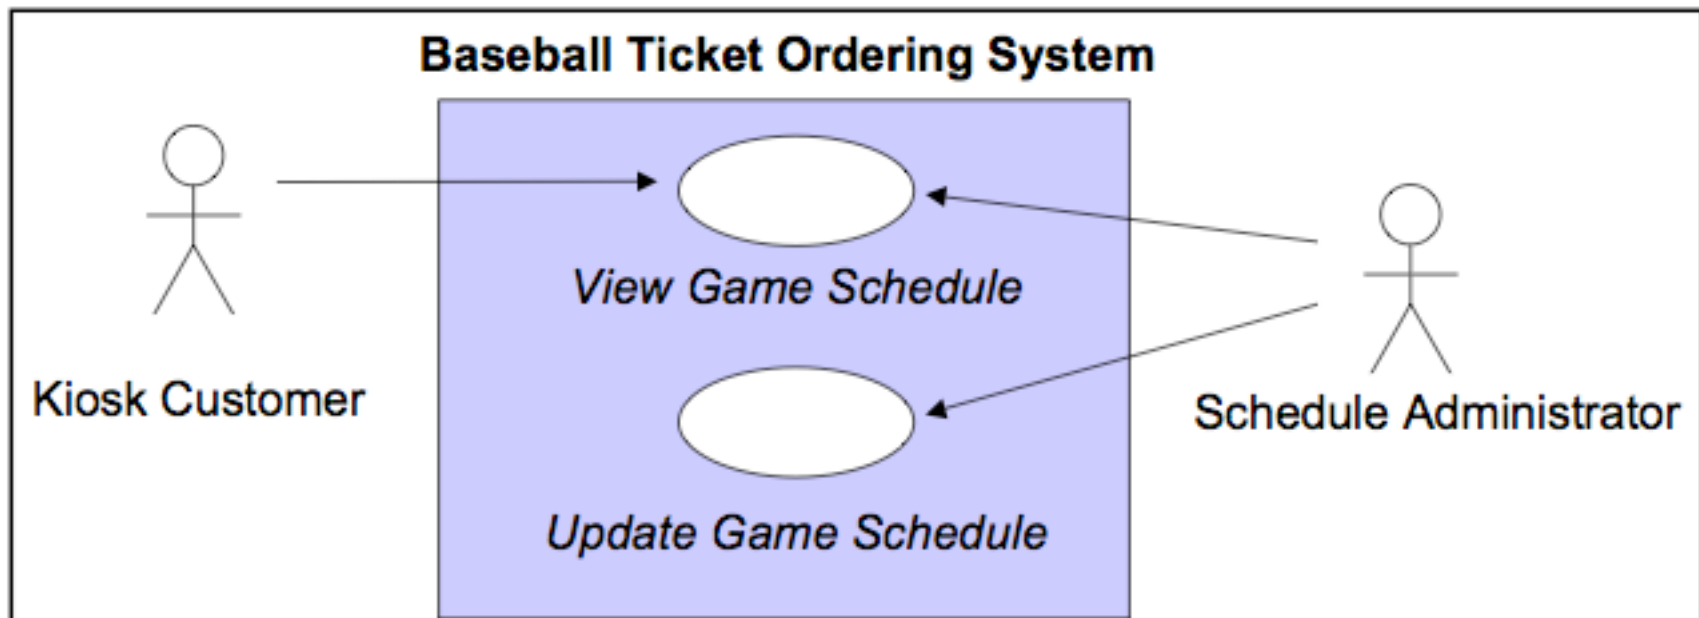 Baseball Ticket Ordering System
View Game Schedule
Kiosk Customer
Schedule Administrator
Update Game Schedule